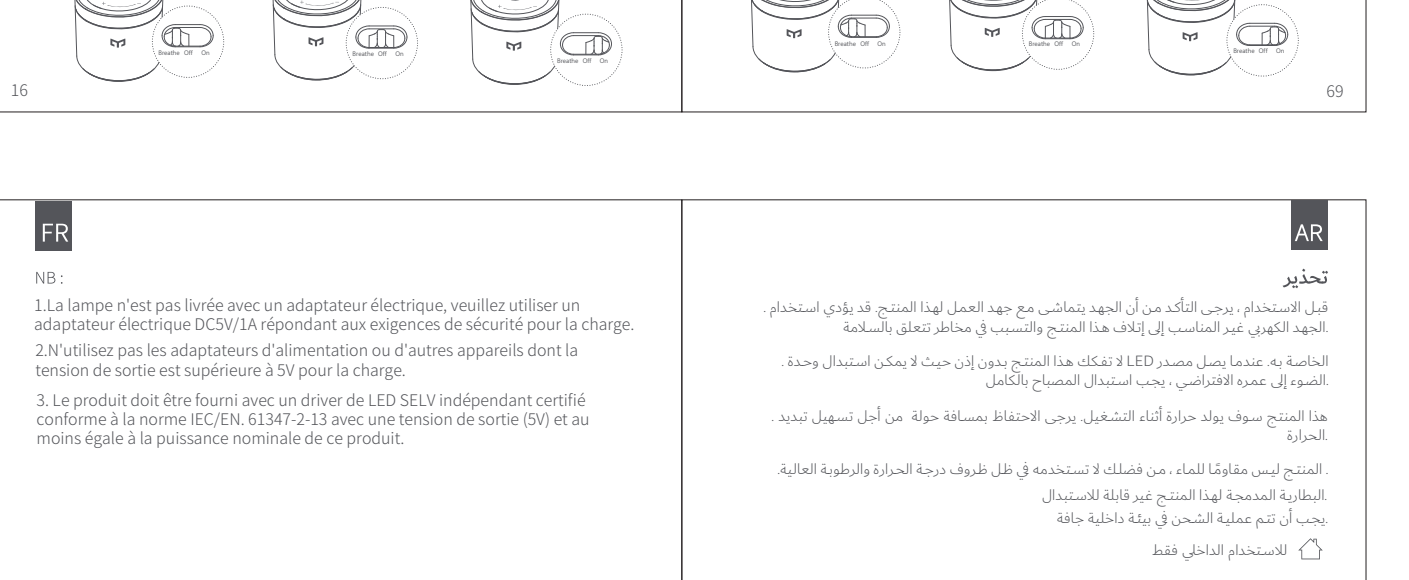 Breathe Off On
Breathe Off On
Breathe Off On
16
Breathe Off On
Breathe Off On
Breathe Off On
69
FR
NB :
1.La lampe n'est pas livrée avec un adaptateur électrique, veuillez utiliser un
adaptateur électrique DC5V/1A répondant aux exigences de sécurité pour la charge.
2.N'utilisez pas les adaptateurs d'alimentation ou d'autres appareils dont la
tension de sortie est supérieure à 5V pour la charge.
3. Le produit doit être fourni avec un driver de LED SELV indépendant certifié
conforme à la norme IEC/EN. 61347-2-13 avec une tension de sortie (5V) et au
moins égale à la puissance nominale de ce produit.
AR
تحذير
قبل الاستخدام ، يرجى التأكد من أن الجهد يتماشى مع جهد العمل لهذا المنتج. قد يؤدي استخدام .
.الجهد الكهربي غير المناسب إلى إتلاف هذا المنتج والتسبب في مخاطر تتعلق بالسلامة
الخاصة به. عندما يصل مصدر LED لا تفكك هذا المنتج بدون إذن حيث لا يمكن استبدال وحدة .
.الضوء إلى عمره الافتراضي ، يجب استبدال المصباح بالكامل
هذا المنتج سوف يولد حرارة أثناء التشغيل. يرجى الاحتفاظ بمسافة حولة من أجل تسهيل تبديد .
.الحرارة
. المنتج ليس مقاومًا للماء ، من فضلك لا تستخدمه في ظل ظروف درجة الحرارة والرطوبة العالية.
.البطارية المدمجة لهذا المنتج غير قابلة للاستبدال
.يجب أن تتم عملية الشحن في بيئة داخلية جافة
للاستخدام الداخلي فقط